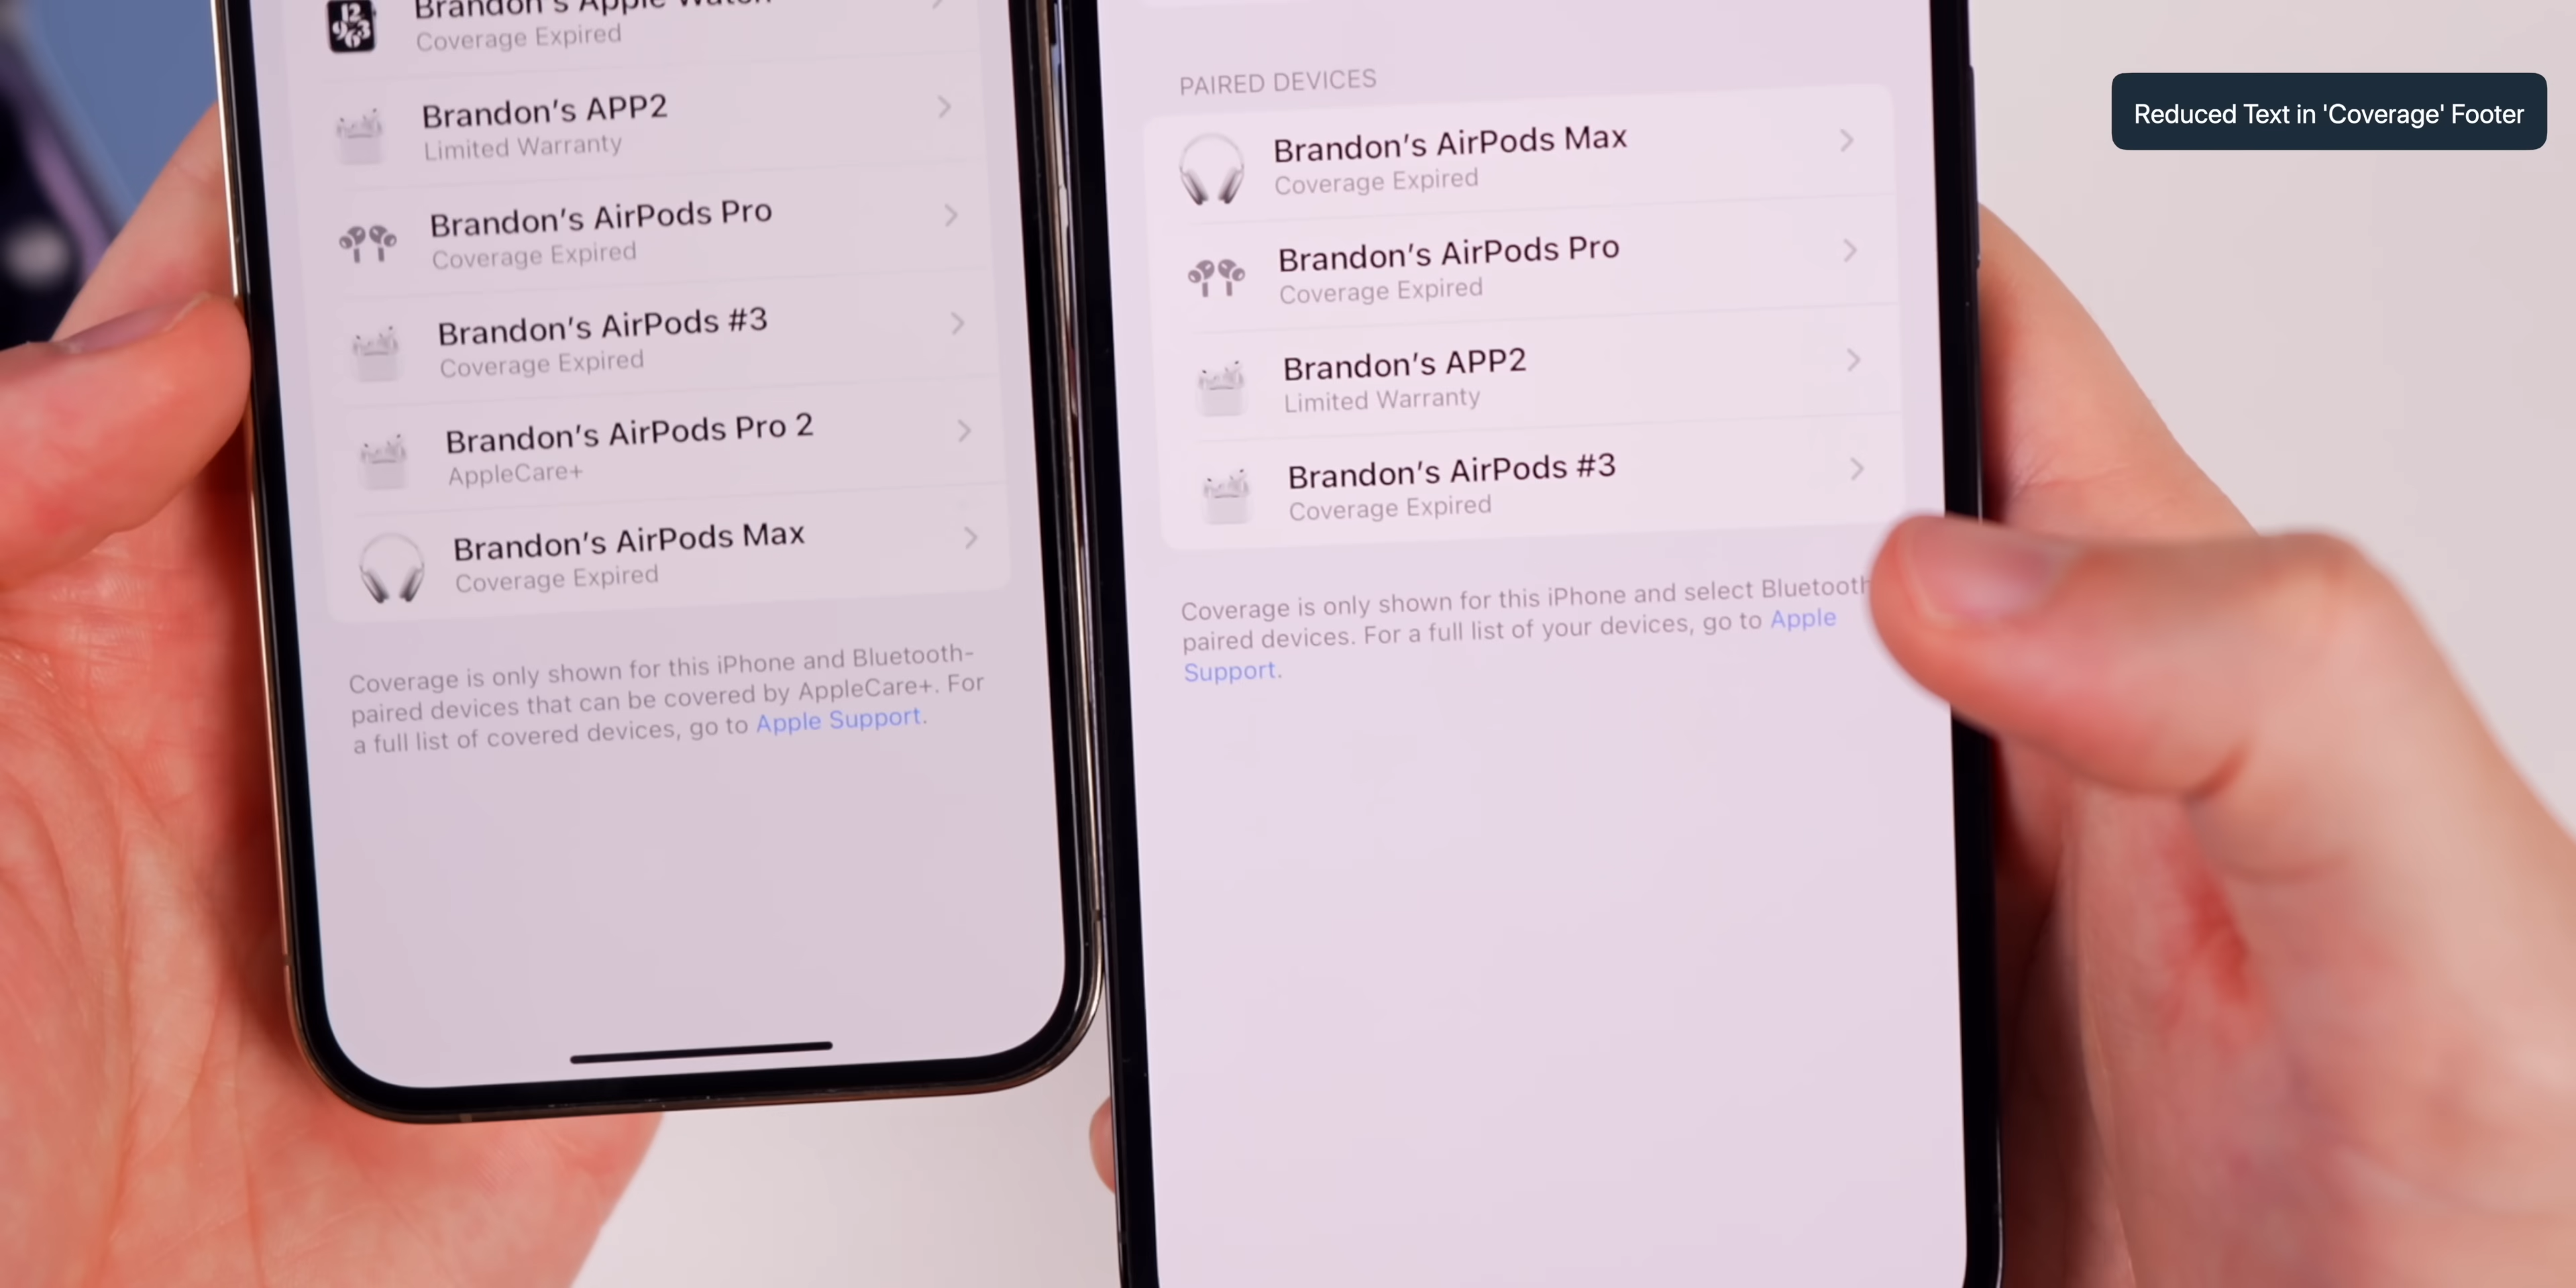 Brandon's Apple Watch
Coverage Expired
Brandon's APP2
Limited Warranty
Brandon's AirPods Pro
Coverage Expired
Brandon's AirPods #3
Coverage Expired
Brandon's AirPods Pro 2
AppleCare+
Brandon's AirPods Max
Coverage Expired
Coverage is only shown for this iPhone and Bluetooth-
paired devices that can be covered by AppleCare+. For
a full list of covered devices, go to Apple Support.
PAIRED DEVICES
Brandon's AirPods Max
Coverage Expired
Brandon's AirPods Pro
Coverage Expired
Brandon's APP2
Limited Warranty
Brandon's AirPods #3
Coverage Expired
Coverage is only shown for this iPhone and select Bluetooth
paired devices. For a full list of your devices, go to Apple
Support.
Reduced Text in 'Coverage' Footer